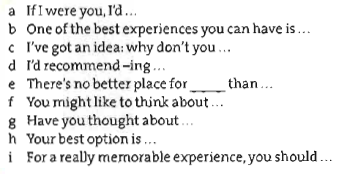 a If I were you, I'd ...
b One of the best experiences you can have is ...
c I've got an idea: why don't you ...
d I'd recommend –ing ...
e There's no better place for _____ than ...
f You might like to think about ...
g Have you thought about ...
h Your best option is ...
i For a really memorable experience, you should ...